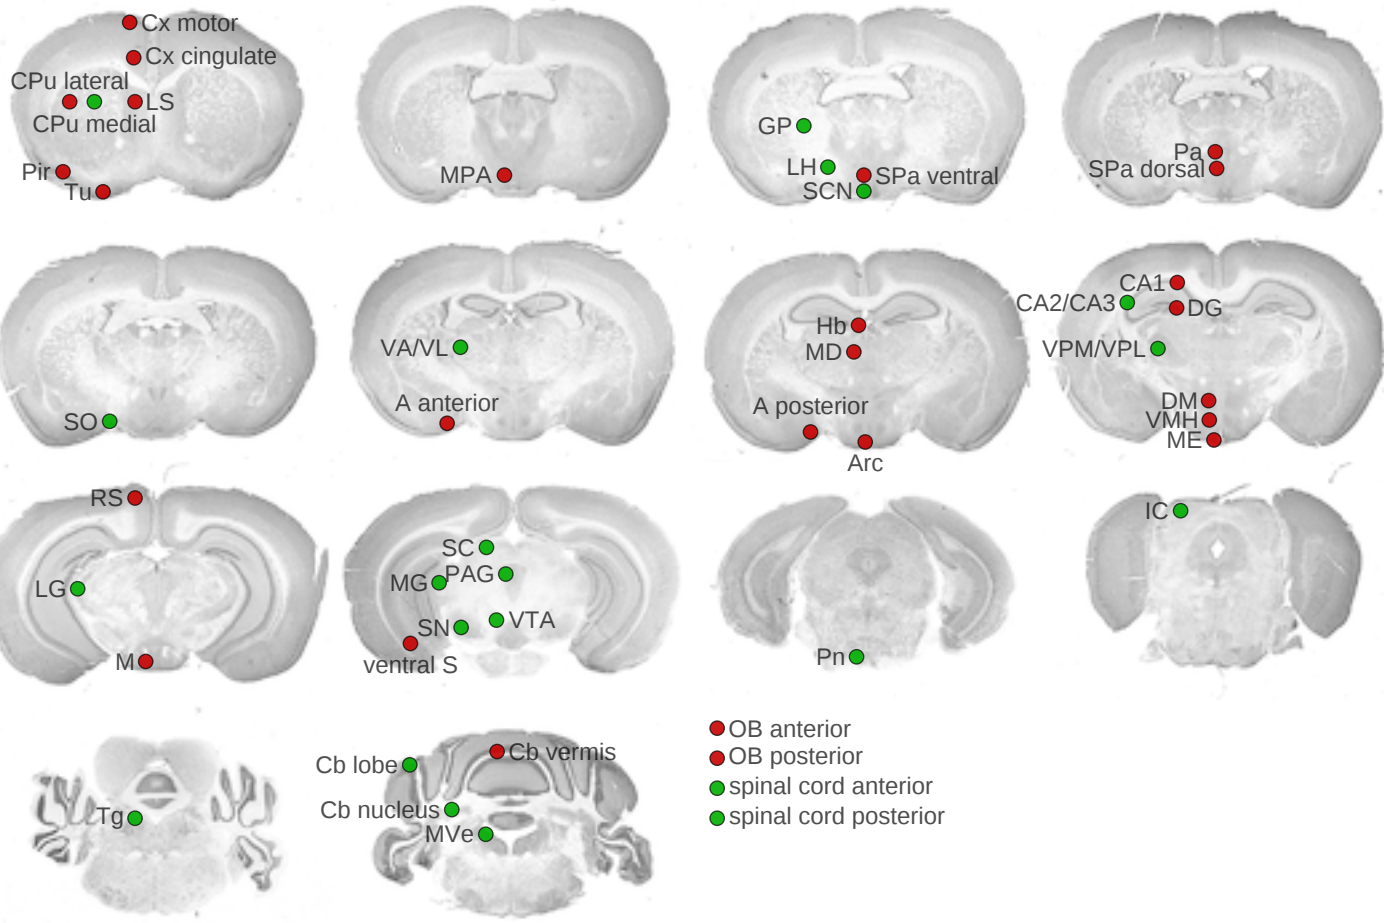 Cx motor
Cx cingulate
CPu lateral
LS
CPu medial
Pir
Tu
MPA
GP
LH
SPa ventral
SCN
Pa
SPa dorsal
SO
VA/VL
A anterior
Hb
MD
A posterior
Arc
CA1
CA2/CA3
DG
VPM/VPL
DM
VMH
ME
RS
LG
M
SC
MG
PAG
SN
VTA
ventral S
Pn
IC
Tg
Cb lobe
Cb vermis
Cb nucleus
MVe
OB anterior
OB posterior
spinal cord anterior
spinal cord posterior